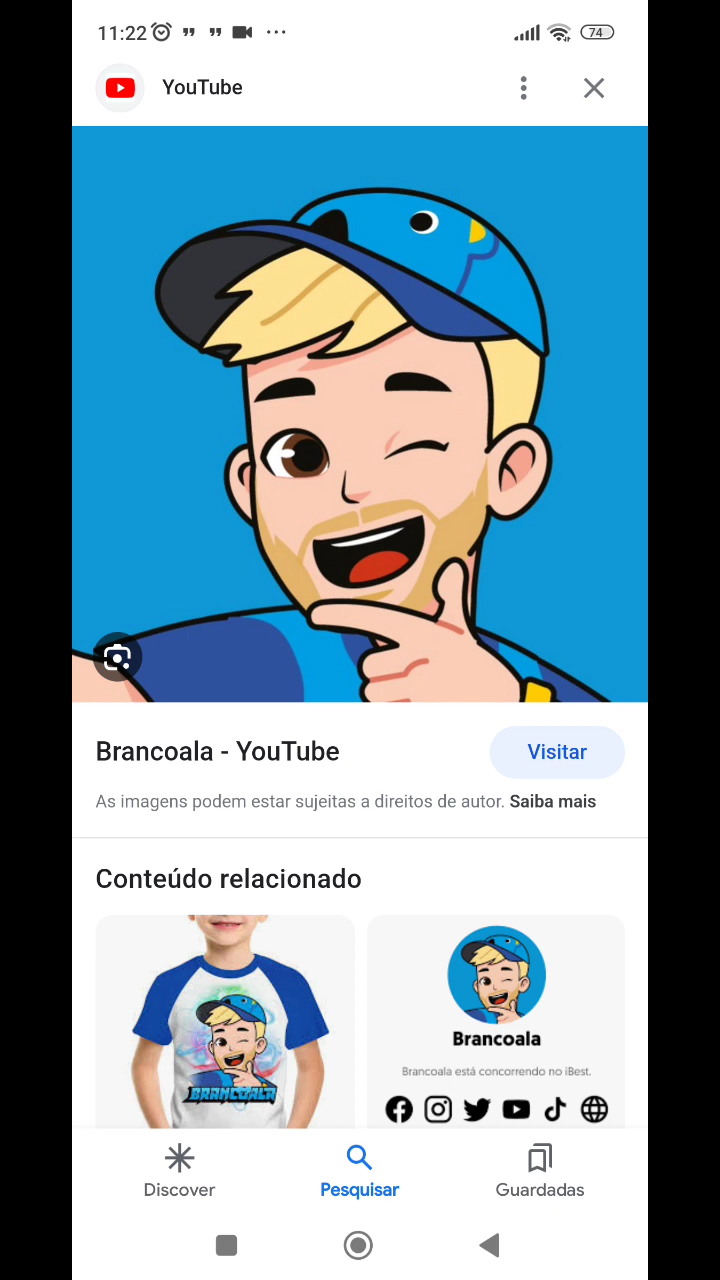 11:22
74
YouTube
Brancoala - YouTube
Visitar
As imagens podem estar sujeitas a direitos de autor. Saiba mais
Conteúdo relacionado
BRANCOALA
Brancoala
Brancoala está concorrendo no iBest.
Discover
Pesquisar
Guardadas